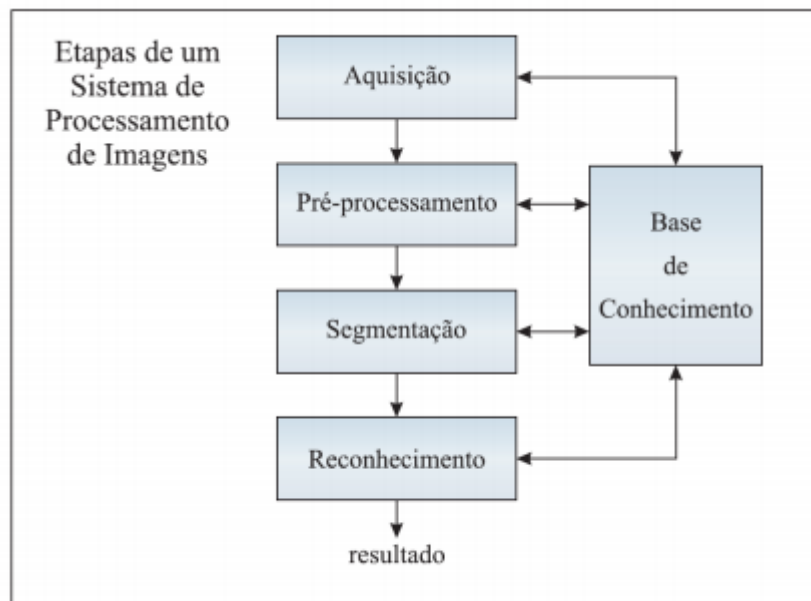 Etapas de um
Sistema de
Processamento
de Imagens
Aquisição
Pré-processamento
Segmentação
Reconhecimento
resultado
Base
de
Conhecimento